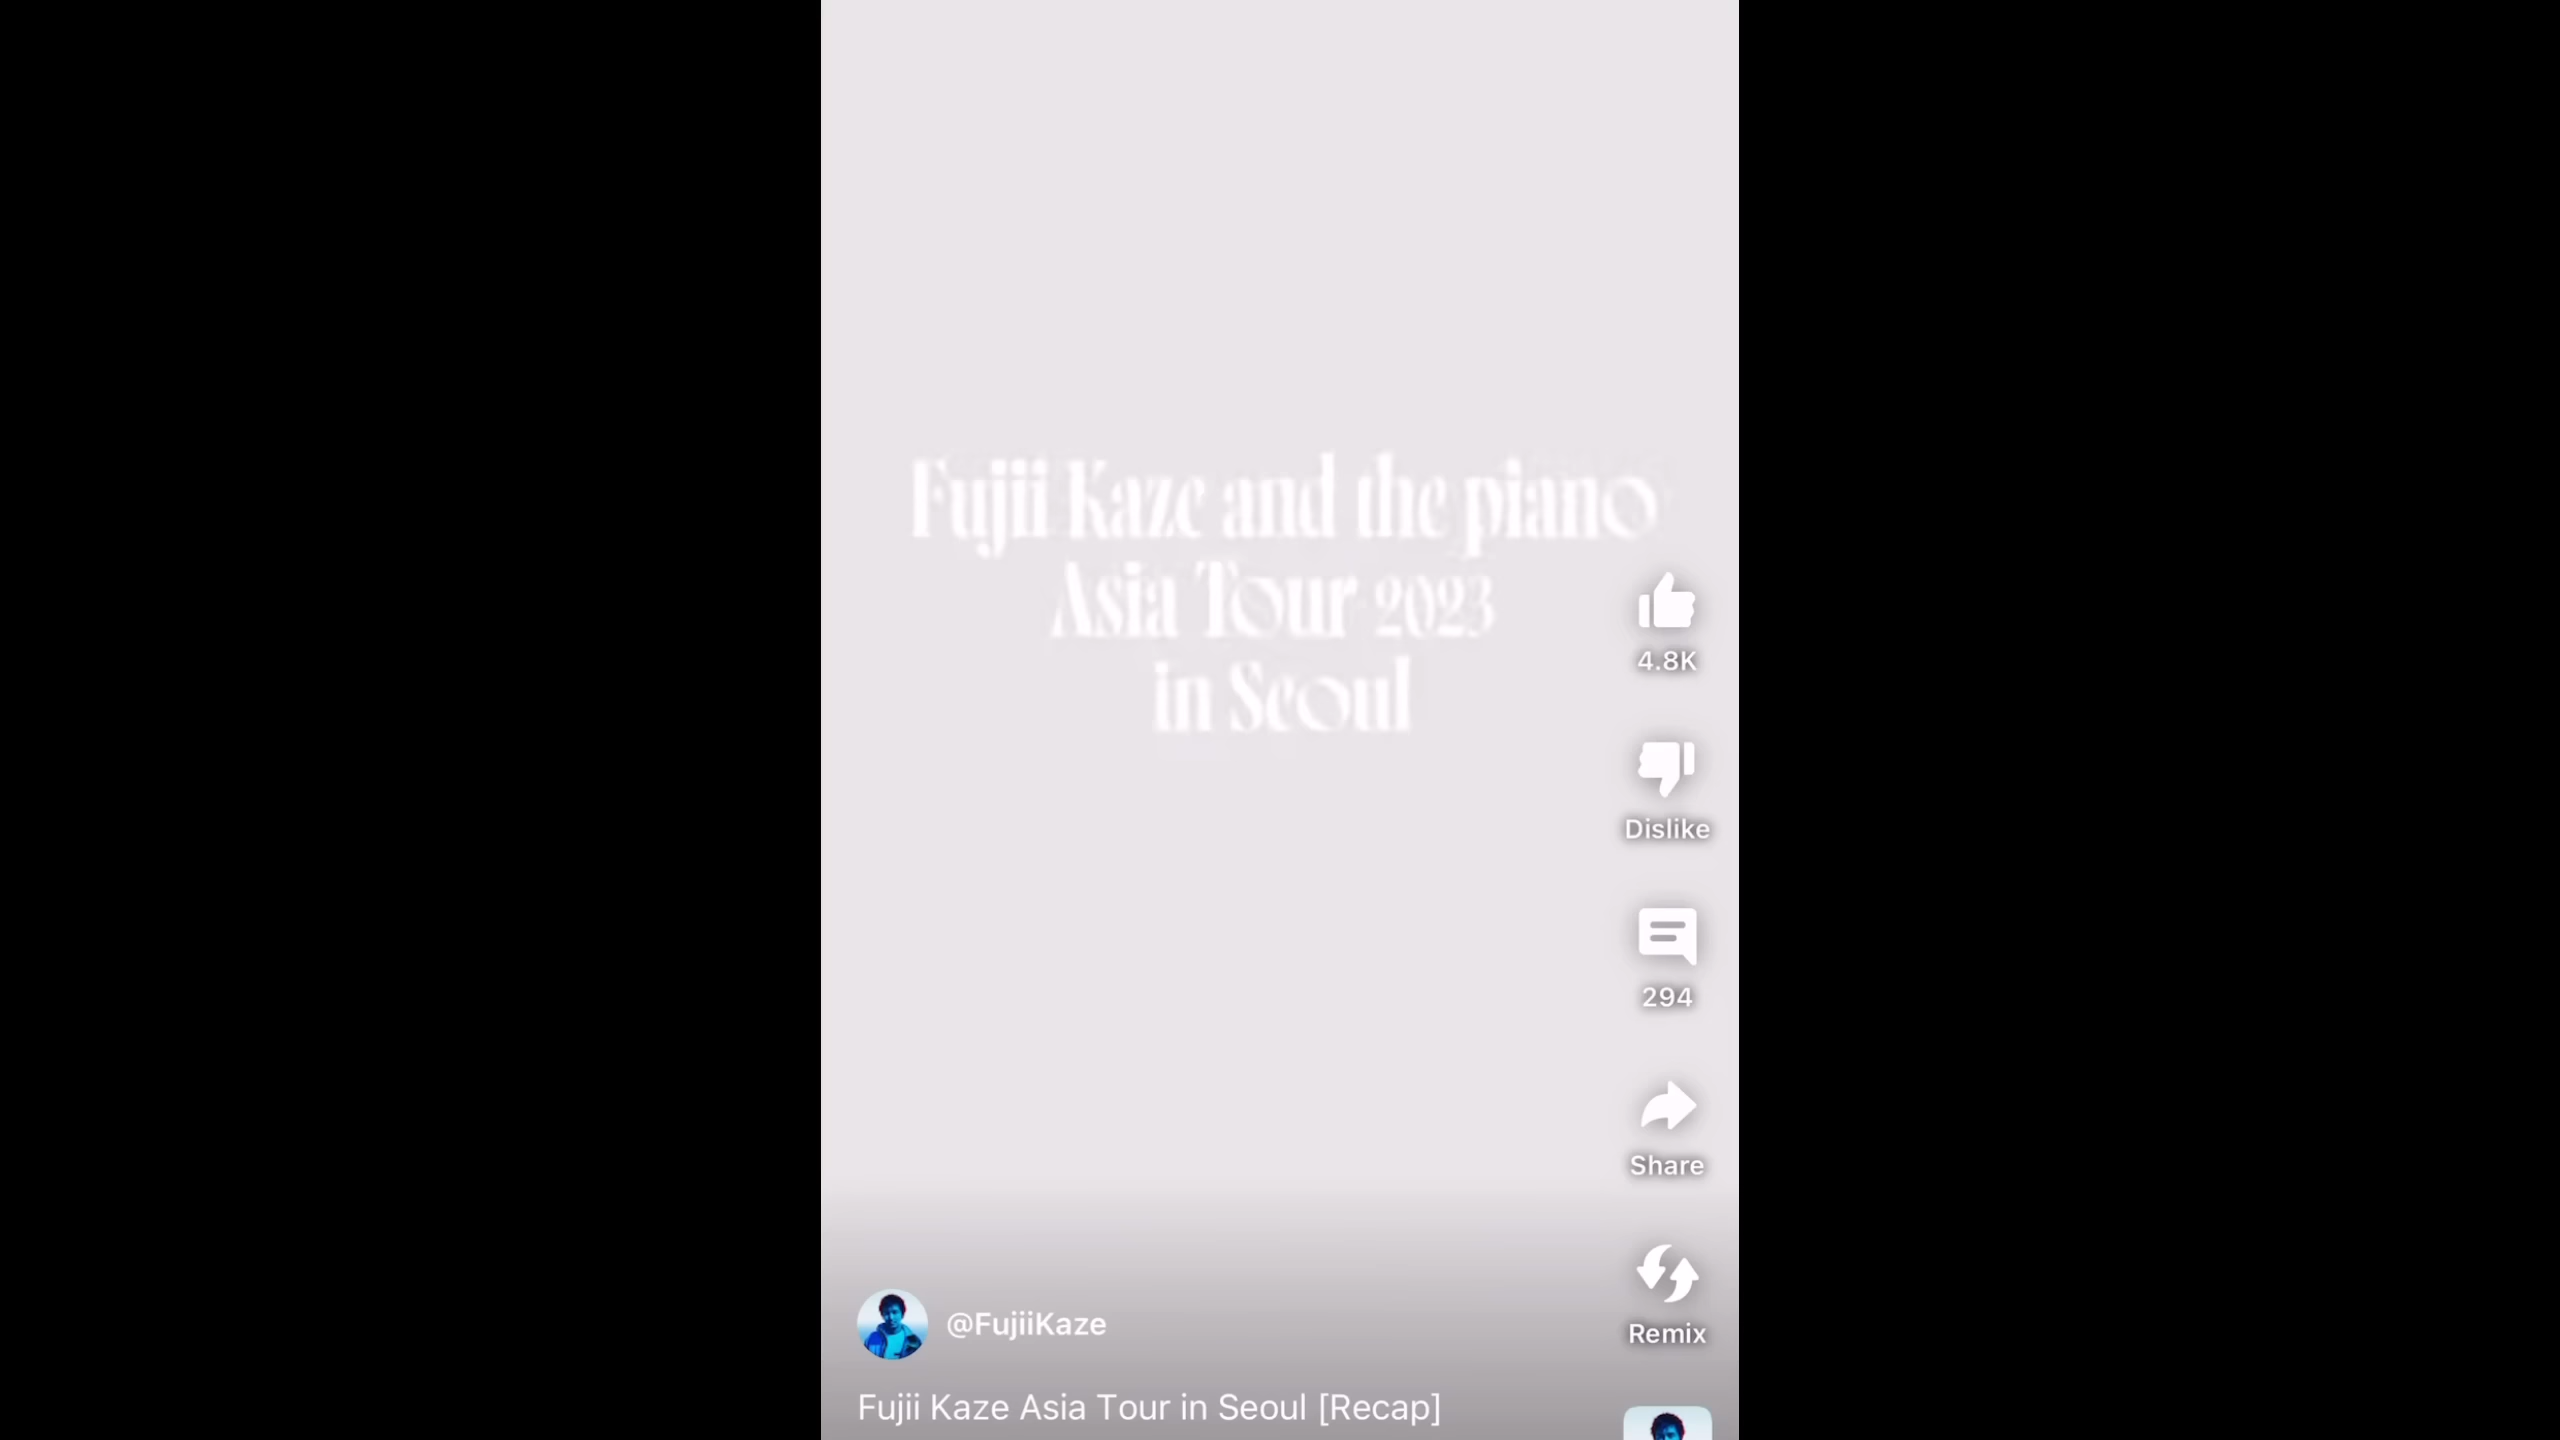 Fujii Kaze and the piano
Asia Tour 2023
in Seoul
4.8K
Dislike
294
Share
Remix
@FujiiKaze
Fujii Kaze Asia Tour in Seoul [Recap]